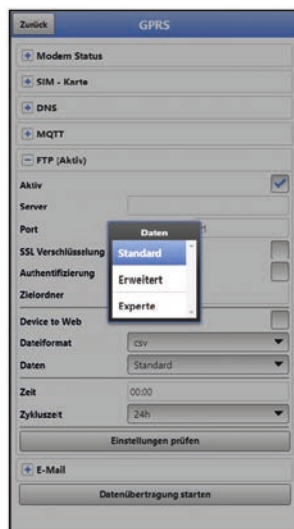 Zurück GPRS
Modem Status
SIM - Karte
DNS
MQTT
FTP (Aktiv)
Aktiv
Server
Port
Daten
SSL Verschlüsselung
Standard
Authentifizierung
Erweitert
Zielordner
Experte
Device to Web
Dateiformat csv
Daten Standard
Zeit 00:00
Zykluszeit 24h
Einstellungen prüfen
E-Mail
Datenübertragung starten